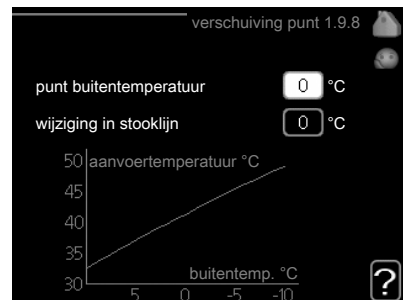 verschuiving punt 1.9.8
punt buitentemperatuur 0 °C
wijziging in stooklijn 0 °C
aanvoertemperatuur °C
50
45
40
35
30
buitentemp. °C
5 0 -5 -10
?